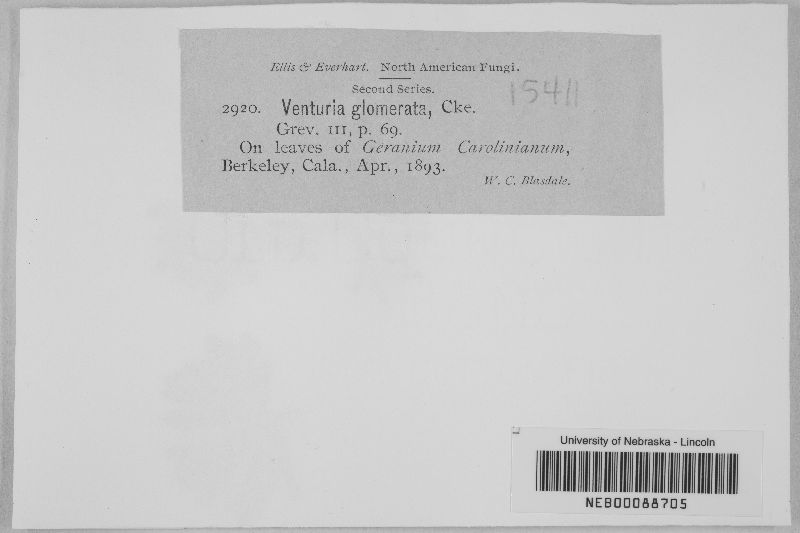 Ellis & Everhart. North American Fungi.
Second Series.
15411
2920. Venturia glomerata, Cke.
Grev. III, p. 69.
On leaves of Geranium Carolinianum,
Berkeley, Cala., Apr., 1893.
W. C. Blasdale.
University of Nebraska - Lincoln
NEB00088705